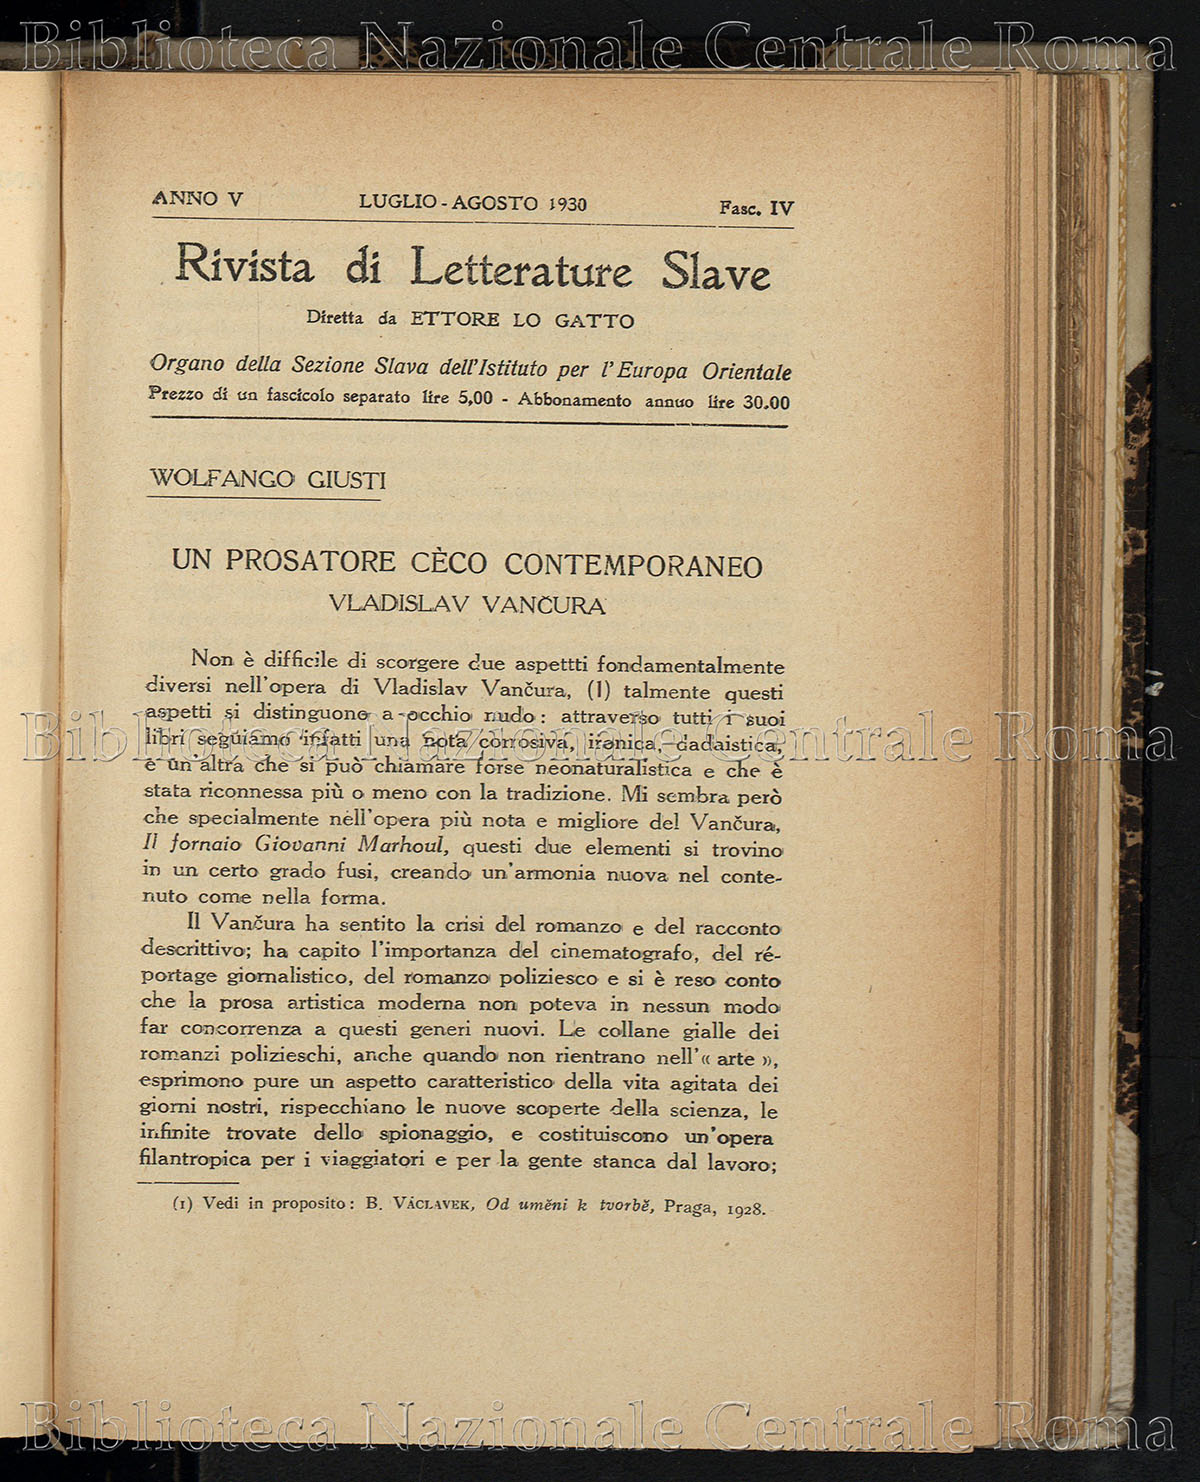 Biblioteca Nazionale Centrale Roma
ANNO V LUGLIO - AGOSTO 1930 Fasc. IV
Rivista di Letterature Slave
Diretta da ETTORE LO GATTO
Organo della Sezione Slava dell'Istituto per l'Europa Orientale
Prezzo di un fascicolo separato lire 5,00 - Abbonamento annuo lire 30.00
WOLFANGO GIUSTI
UN PROSATORE CÈCO CONTEMPORANEO
VLADISLAV VANČURA
Non è difficile di scorgere due aspettti fondamentalmente
diversi nell'opera di Vladislav Vančura, (I) talmente questi
aspetti si distinguono a occhio nudo: attraverso tutti i suoi
Biblioteca Nazionale Centrale Roma
libri seguiamo infatti una nota corrosiva, ironica, dadaistica,
e un altra che si può chiamare forse neonaturalistica e che è
stata riconnessa più o meno con la tradizione. Mi sembra però
che specialmente nell'opera più nota e migliore del Vančura,
Il fornaio Giovanni Marhoul, questi due elementi si trovino
in un certo grado fusi, creando un'armonia nuova nel conte-
nuto come nella forma.
Il Vančura ha sentito la crisi del romanzo e del racconto
descrittivo; ha capito l'importanza del cinematografo, del ré-
portage giornalistico, del romanzo poliziesco e si è reso conto
che la prosa artistica moderna non poteva in nessun modo
far concorrenza a questi generi nuovi. Le collane gialle dei
romanzi polizieschi, anche quando non rientrano nell'« arte »,
esprimono pure un aspetto caratteristico della vita agitata dei
giorni nostri, rispecchiano le nuove scoperte della scienza, le
infinite trovate dello spionaggio, e costituiscono un'opera
filantropica per i viaggiatori e per la gente stanca dal lavoro;
(1) Vedi in proposito: B. VÁCLAVEK, Od uměni k tvorbě, Praga, 1928.
Biblioteca Nazionale Centrale Roma